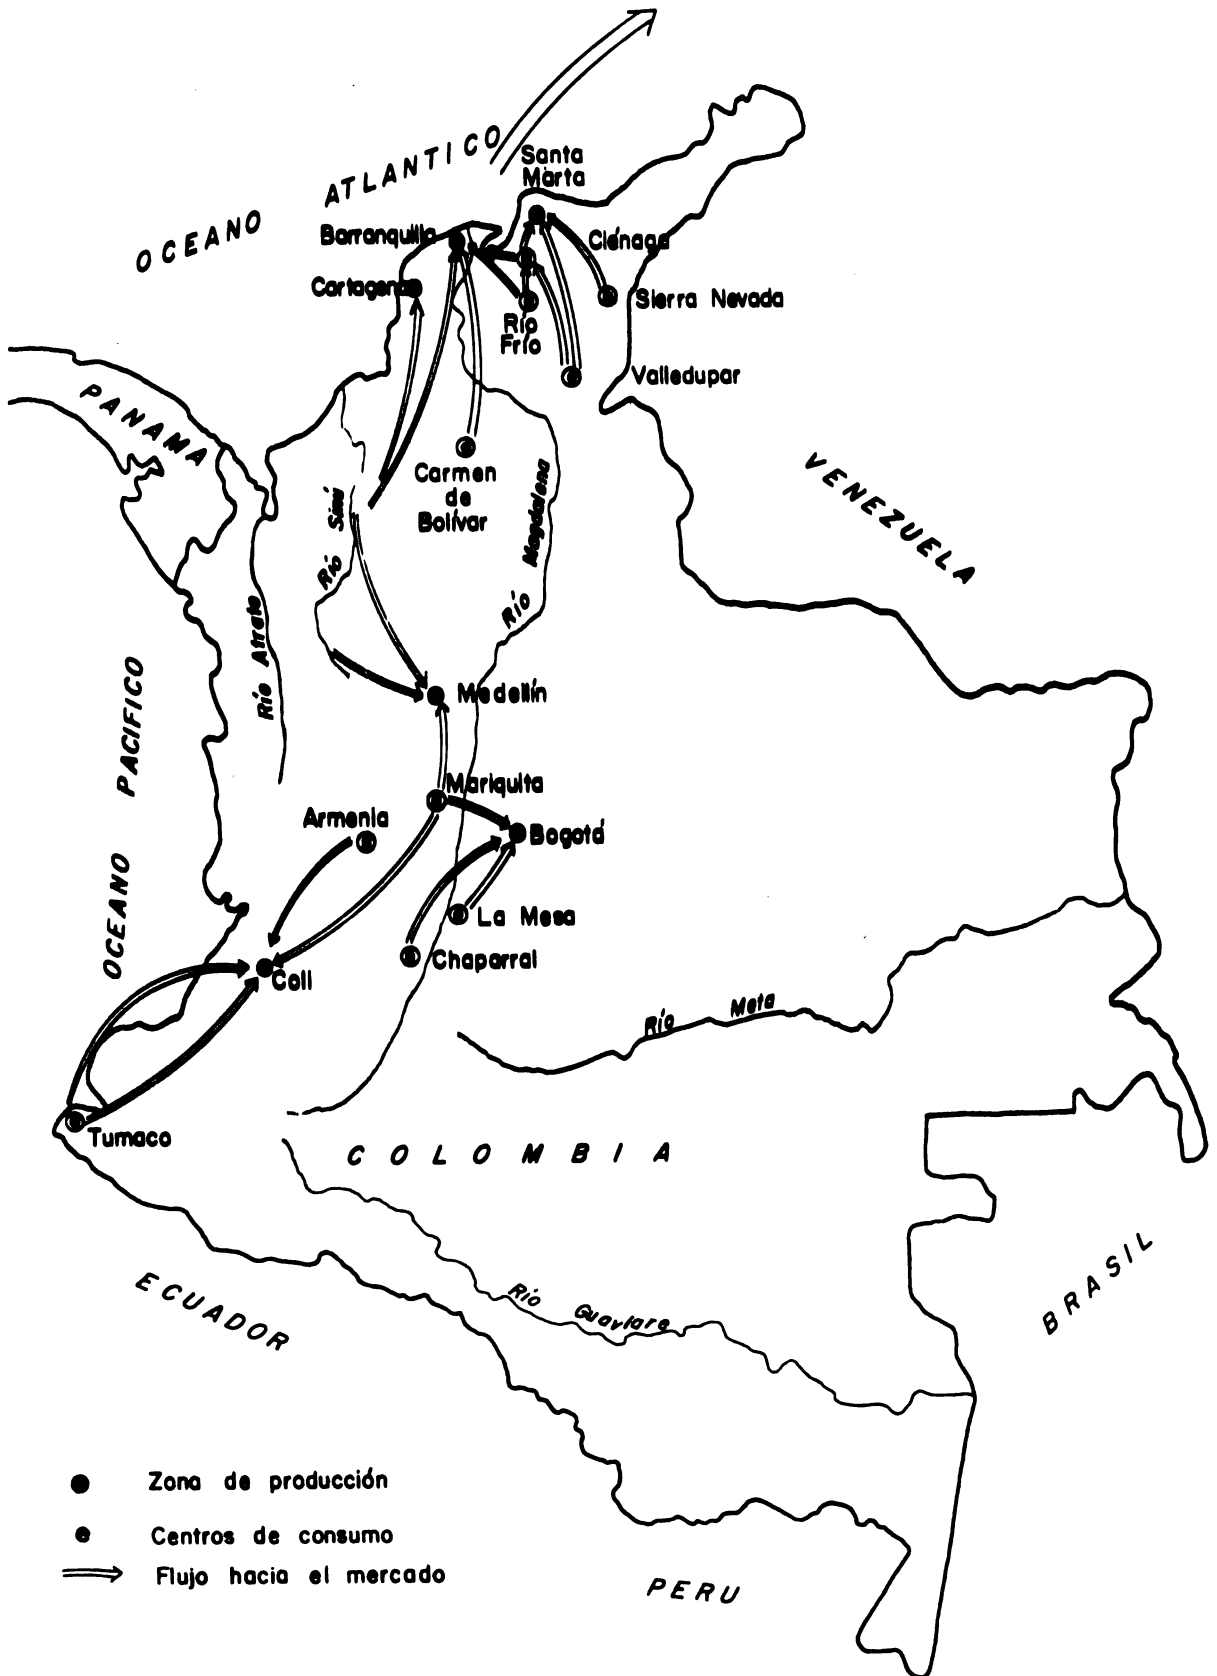 OCEANO ATLANTICO
Santa
Marta
Barranquilla
Ciénaga
Cartagena
Sierra Nevada
Río
Frío
Valledupar
PANAMA
Carmen
de
Bolívar
VENEZUELA
Río Sinú
Río Magdalena
Río Atrato
OCEANO PACIFICO
Medellín
Mariquita
Armenia
Bogotá
La Mesa
Chaparral
Cali
Río Meta
Tumaco
COLOMBIA
ECUADOR
Río Guaviare
BRASIL
Zona de producción
Centros de consumo
Flujo hacia el mercado
PERU